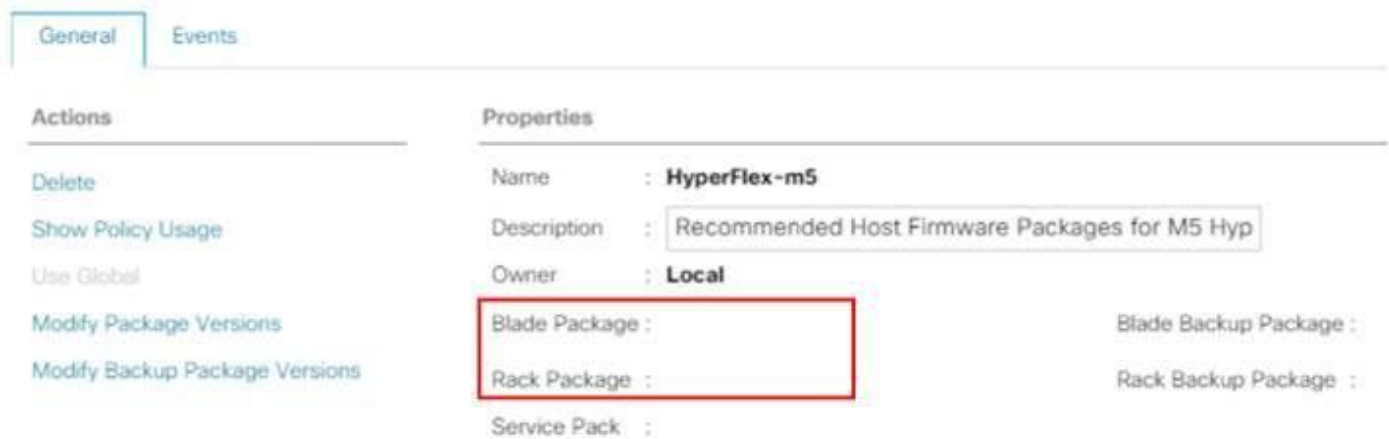 General Events
Actions
Delete
Show Policy Usage
Use Global
Modify Package Versions
Modify Backup Package Versions
Properties
Name : HyperFlex-m5
Description : Recommended Host Firmware Packages for M5 Hyp
Owner : Local
Blade Package : Blade Backup Package :
Rack Package : Rack Backup Package :
Service Pack :